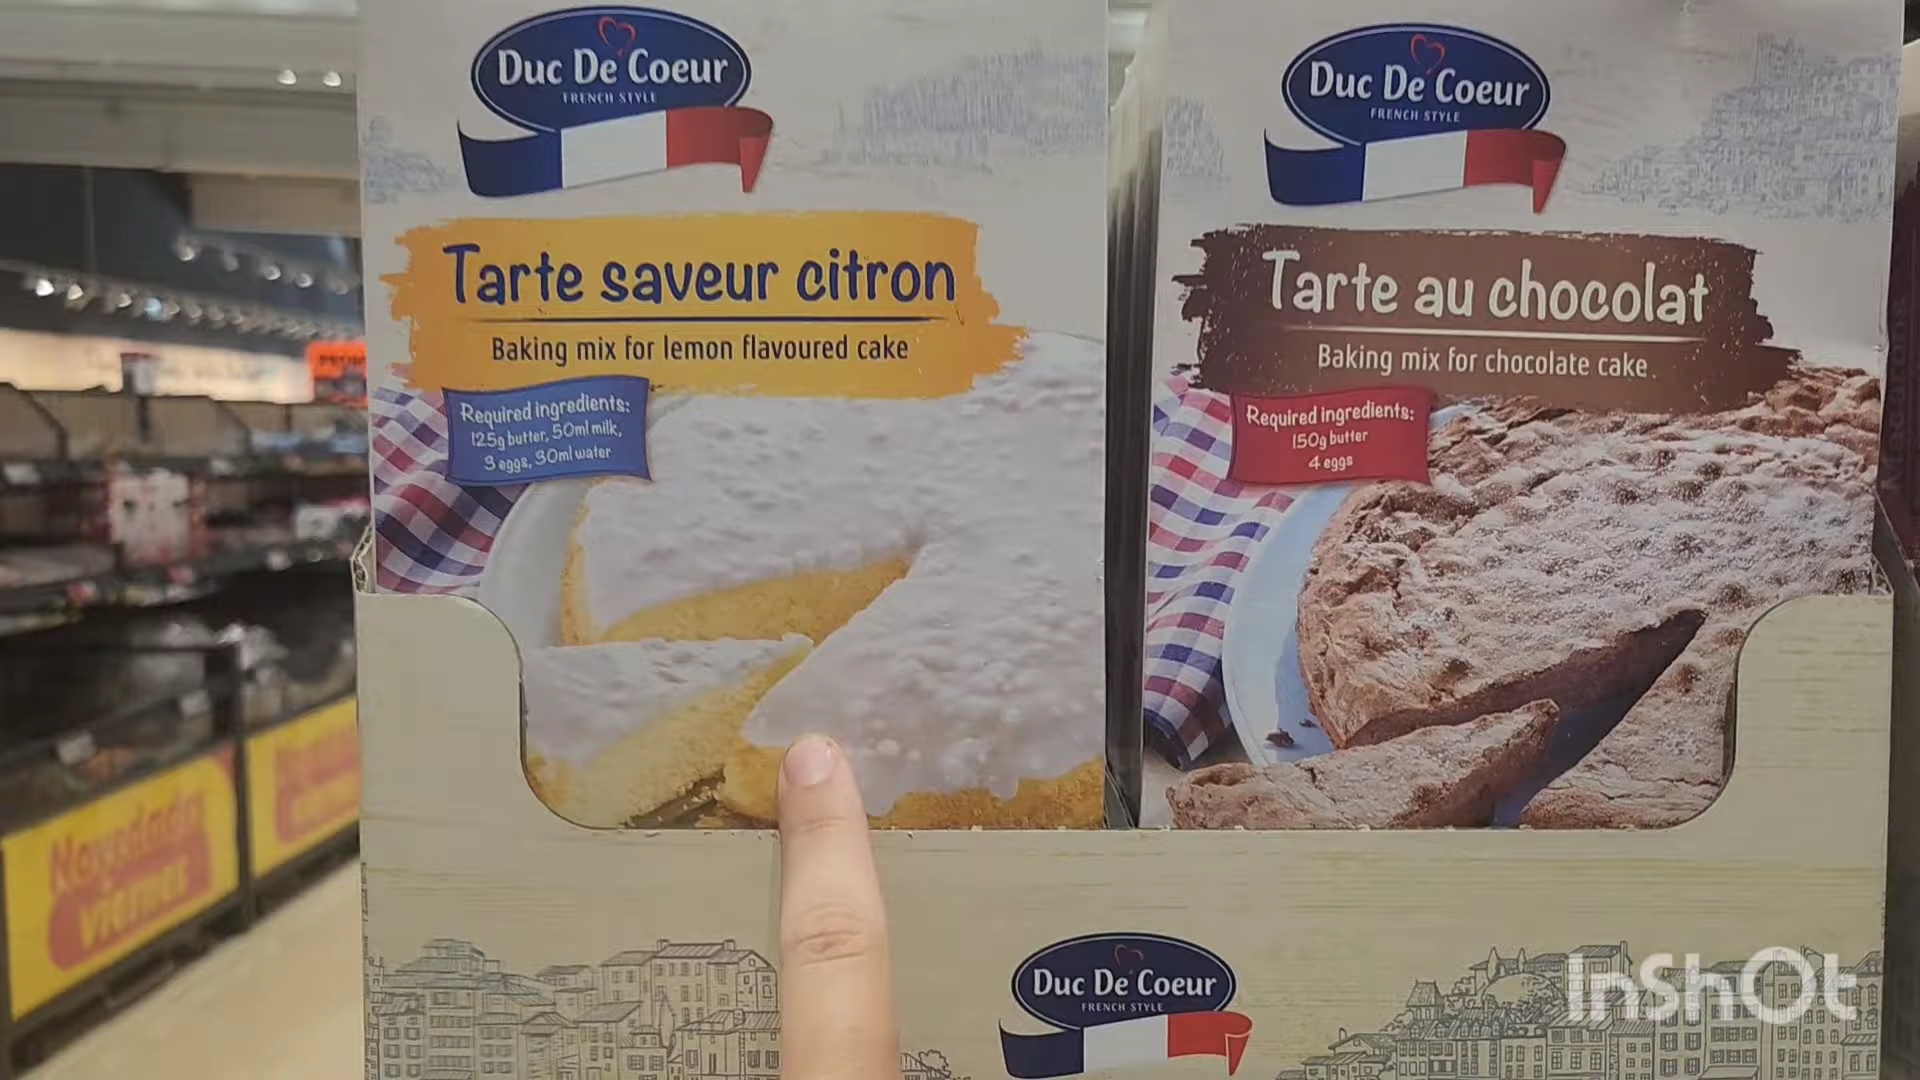 Duc De Coeur
FRENCH STYLE
Tarte saveur citron
Baking mix for lemon flavoured cake
Required ingredients:
125g butter, 50ml milk,
3 eggs, 30ml water
Duc De Coeur
FRENCH STYLE
Tarte au chocolat
Baking mix for chocolate cake.
Required ingredients:
150g butter
4 eggs
Novedades
viernes
Duc De Coeur
FRENCH STYLE
InShOt